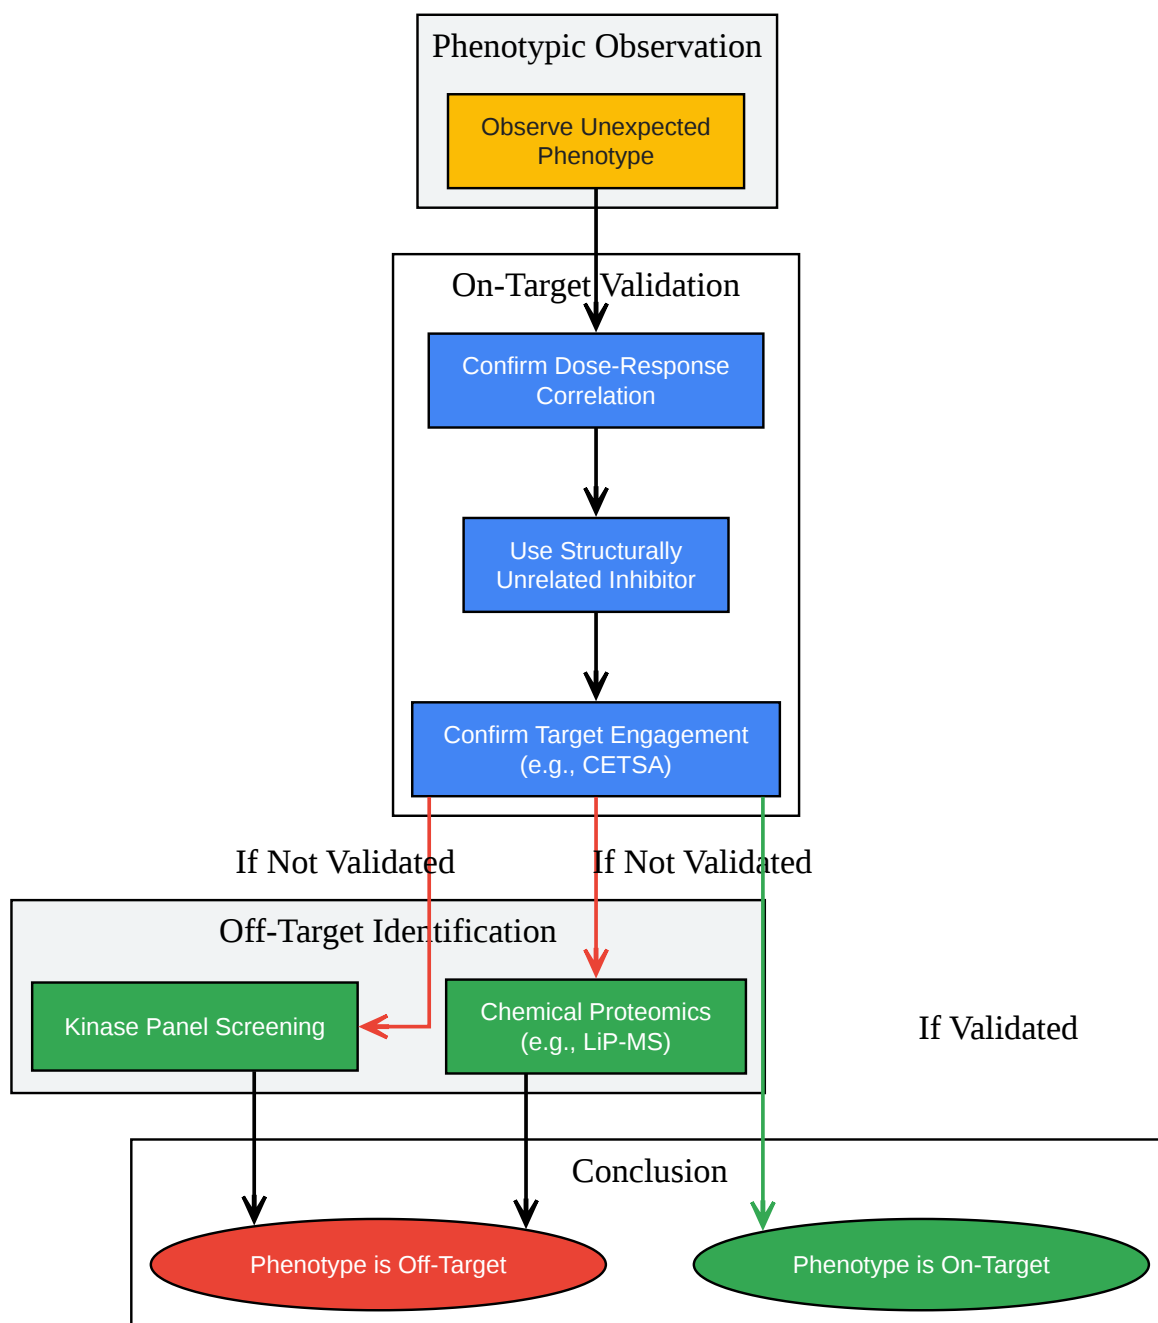 Phenotypic Observation
Observe Unexpected
Phenotype
On-Target Validation
Confirm Dose-Response
Correlation
Use Structurally
Unrelated Inhibitor
Confirm Target Engagement
(e.g., CETSA)
If Not Validated
If Not Validated
Off-Target Identification
Kinase Panel Screening
Chemical Proteomics
(e.g., LiP-MS)
If Validated
Conclusion
Phenotype is Off-Target
Phenotype is On-Target